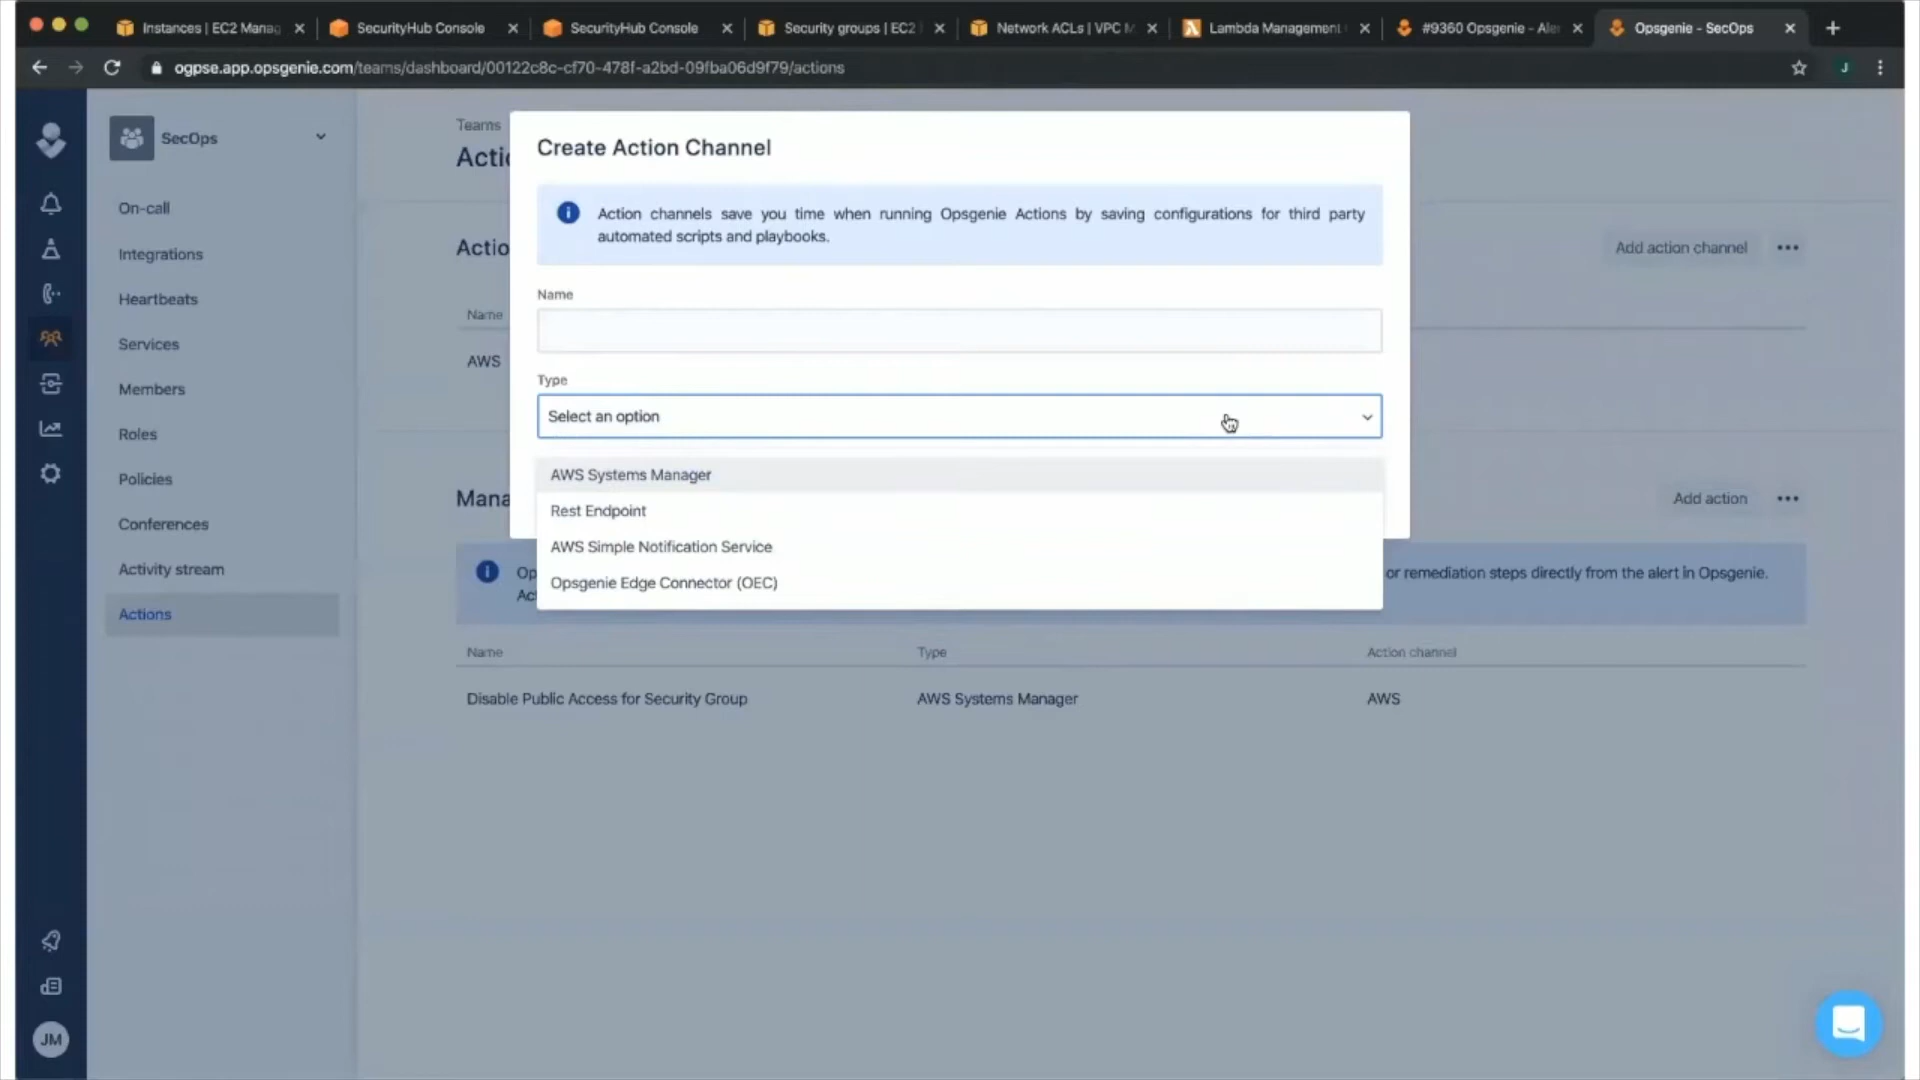 Instances | EC2 Manag
SecurityHub Console
SecurityHub Console
Security groups | EC2
Network ACLs | VPC M
Lambda Management
#9360 Opsgenie - Aler
Opsgenie - SecOps
ogpse.app.opsgenie.com/teams/dashboard/00122c8c-cf70-478f-a2bd-09fba06d9f79/actions
J
SecOps
On-call
Integrations
Heartbeats
Services
Members
Roles
Policies
Conferences
Activity stream
Actions
JM
Teams
Acti
Create Action Channel
Action channels save you time when running Opsgenie Actions by saving configurations for third party
automated scripts and playbooks.
Actio
Add action channel
Name
Name
AWS
Type
Select an option
AWS Systems Manager
Rest Endpoint
AWS Simple Notification Service
Opsgenie Edge Connector (OEC)
Mana
Add action
Op
or remediation steps directly from the alert in Opsgenie.
Act
Name Type Action channel
Disable Public Access for Security Group AWS Systems Manager AWS